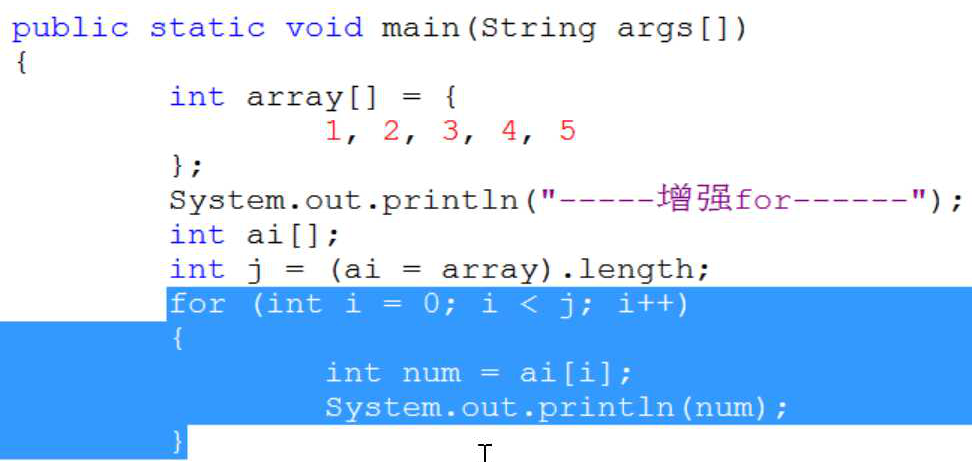 public static void main(String args[])
{
int array[] = {
1, 2, 3, 4, 5
};
System.out.println("-----增强for------");
int ai[];
int j = (ai = array).length;
for (int i = 0; i < j; i++)
{
int num = ai[i];
System.out.println(num);
}